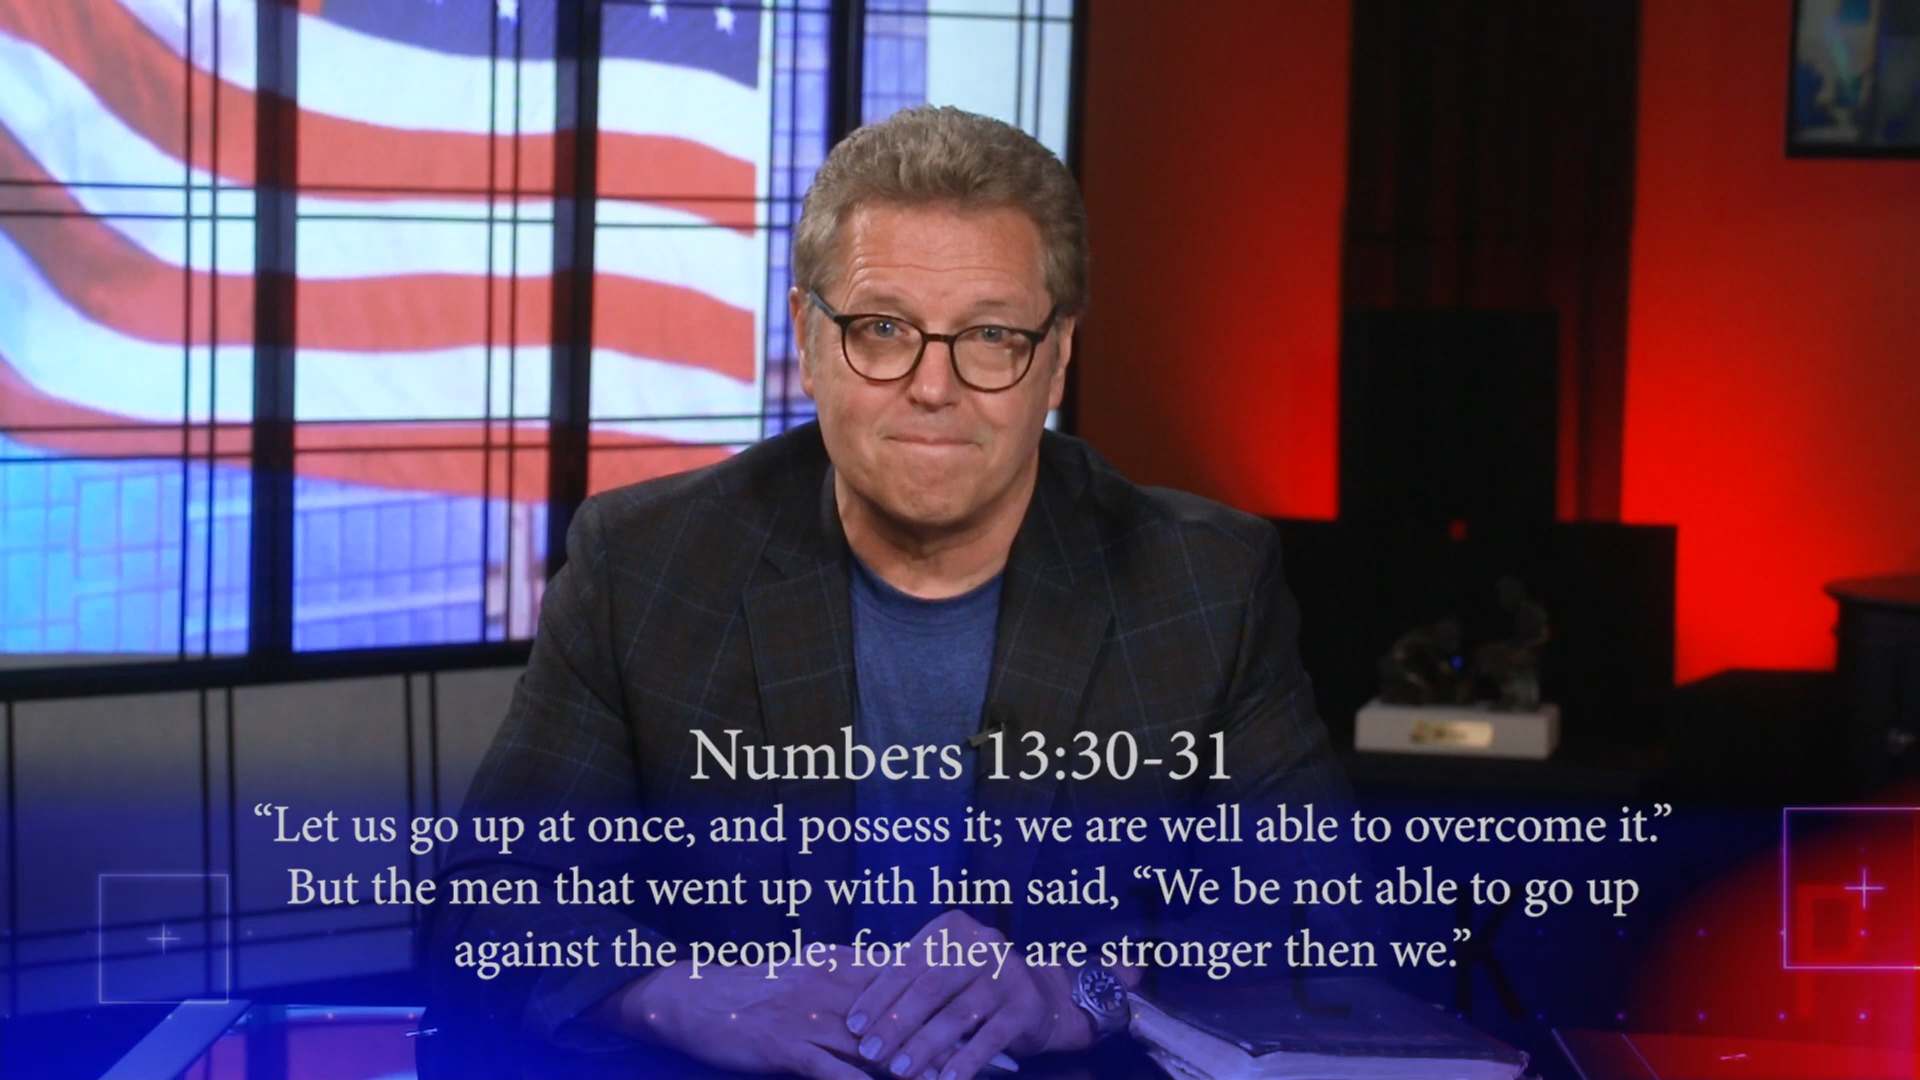 Numbers 13:30-31
“Let us go up at once, and possess it; we are well able to overcome it.”
But the men that went up with him said, “We be not able to go up
against the people; for they are stronger then we.”